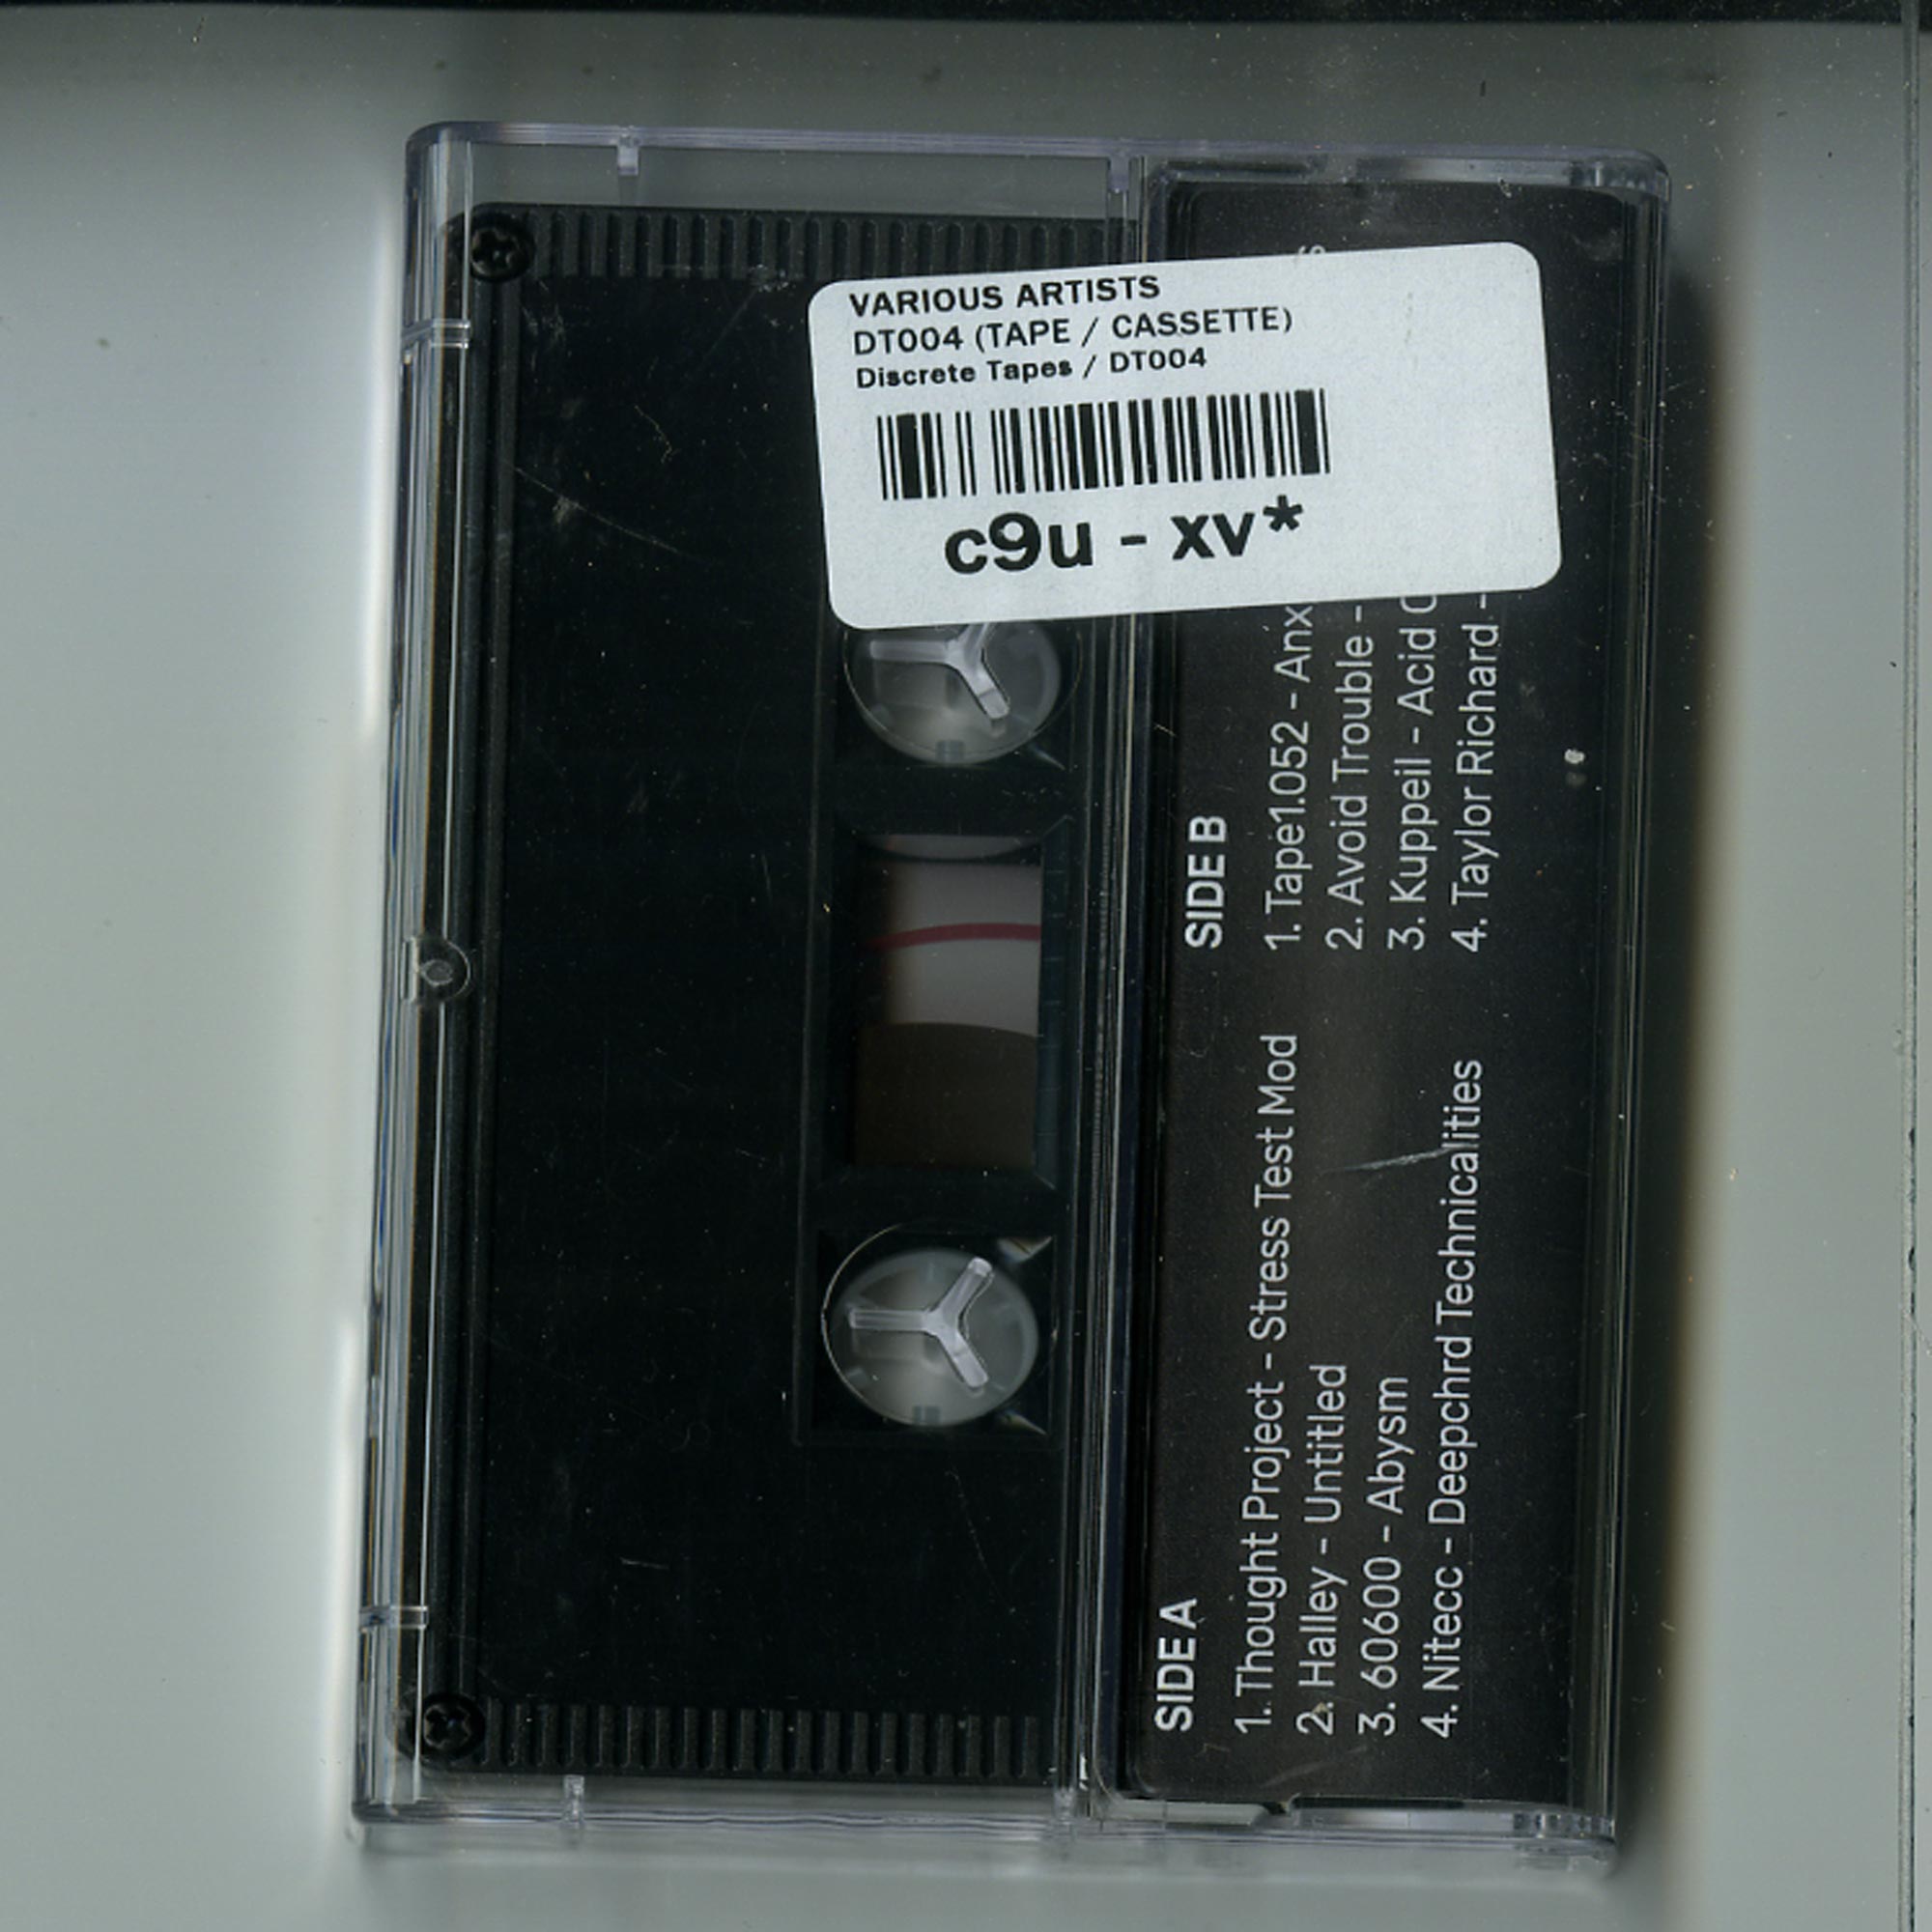 VARIOUS ARTISTS
DT004 (TAPE / CASSETTE)
Discrete Tapes / DT004
c9u - xv*
SIDE A
1. Thought Project - Stress Test Mod
2. Halley - Untitled
3. 60600 - Abysm
4. Nitecc - Deepchrd Technicalities
SIDE B
1. Tape1.052 - Anx
2. Avoid Trouble -
3. Kuppeil - Acid
4. Taylor Richard -